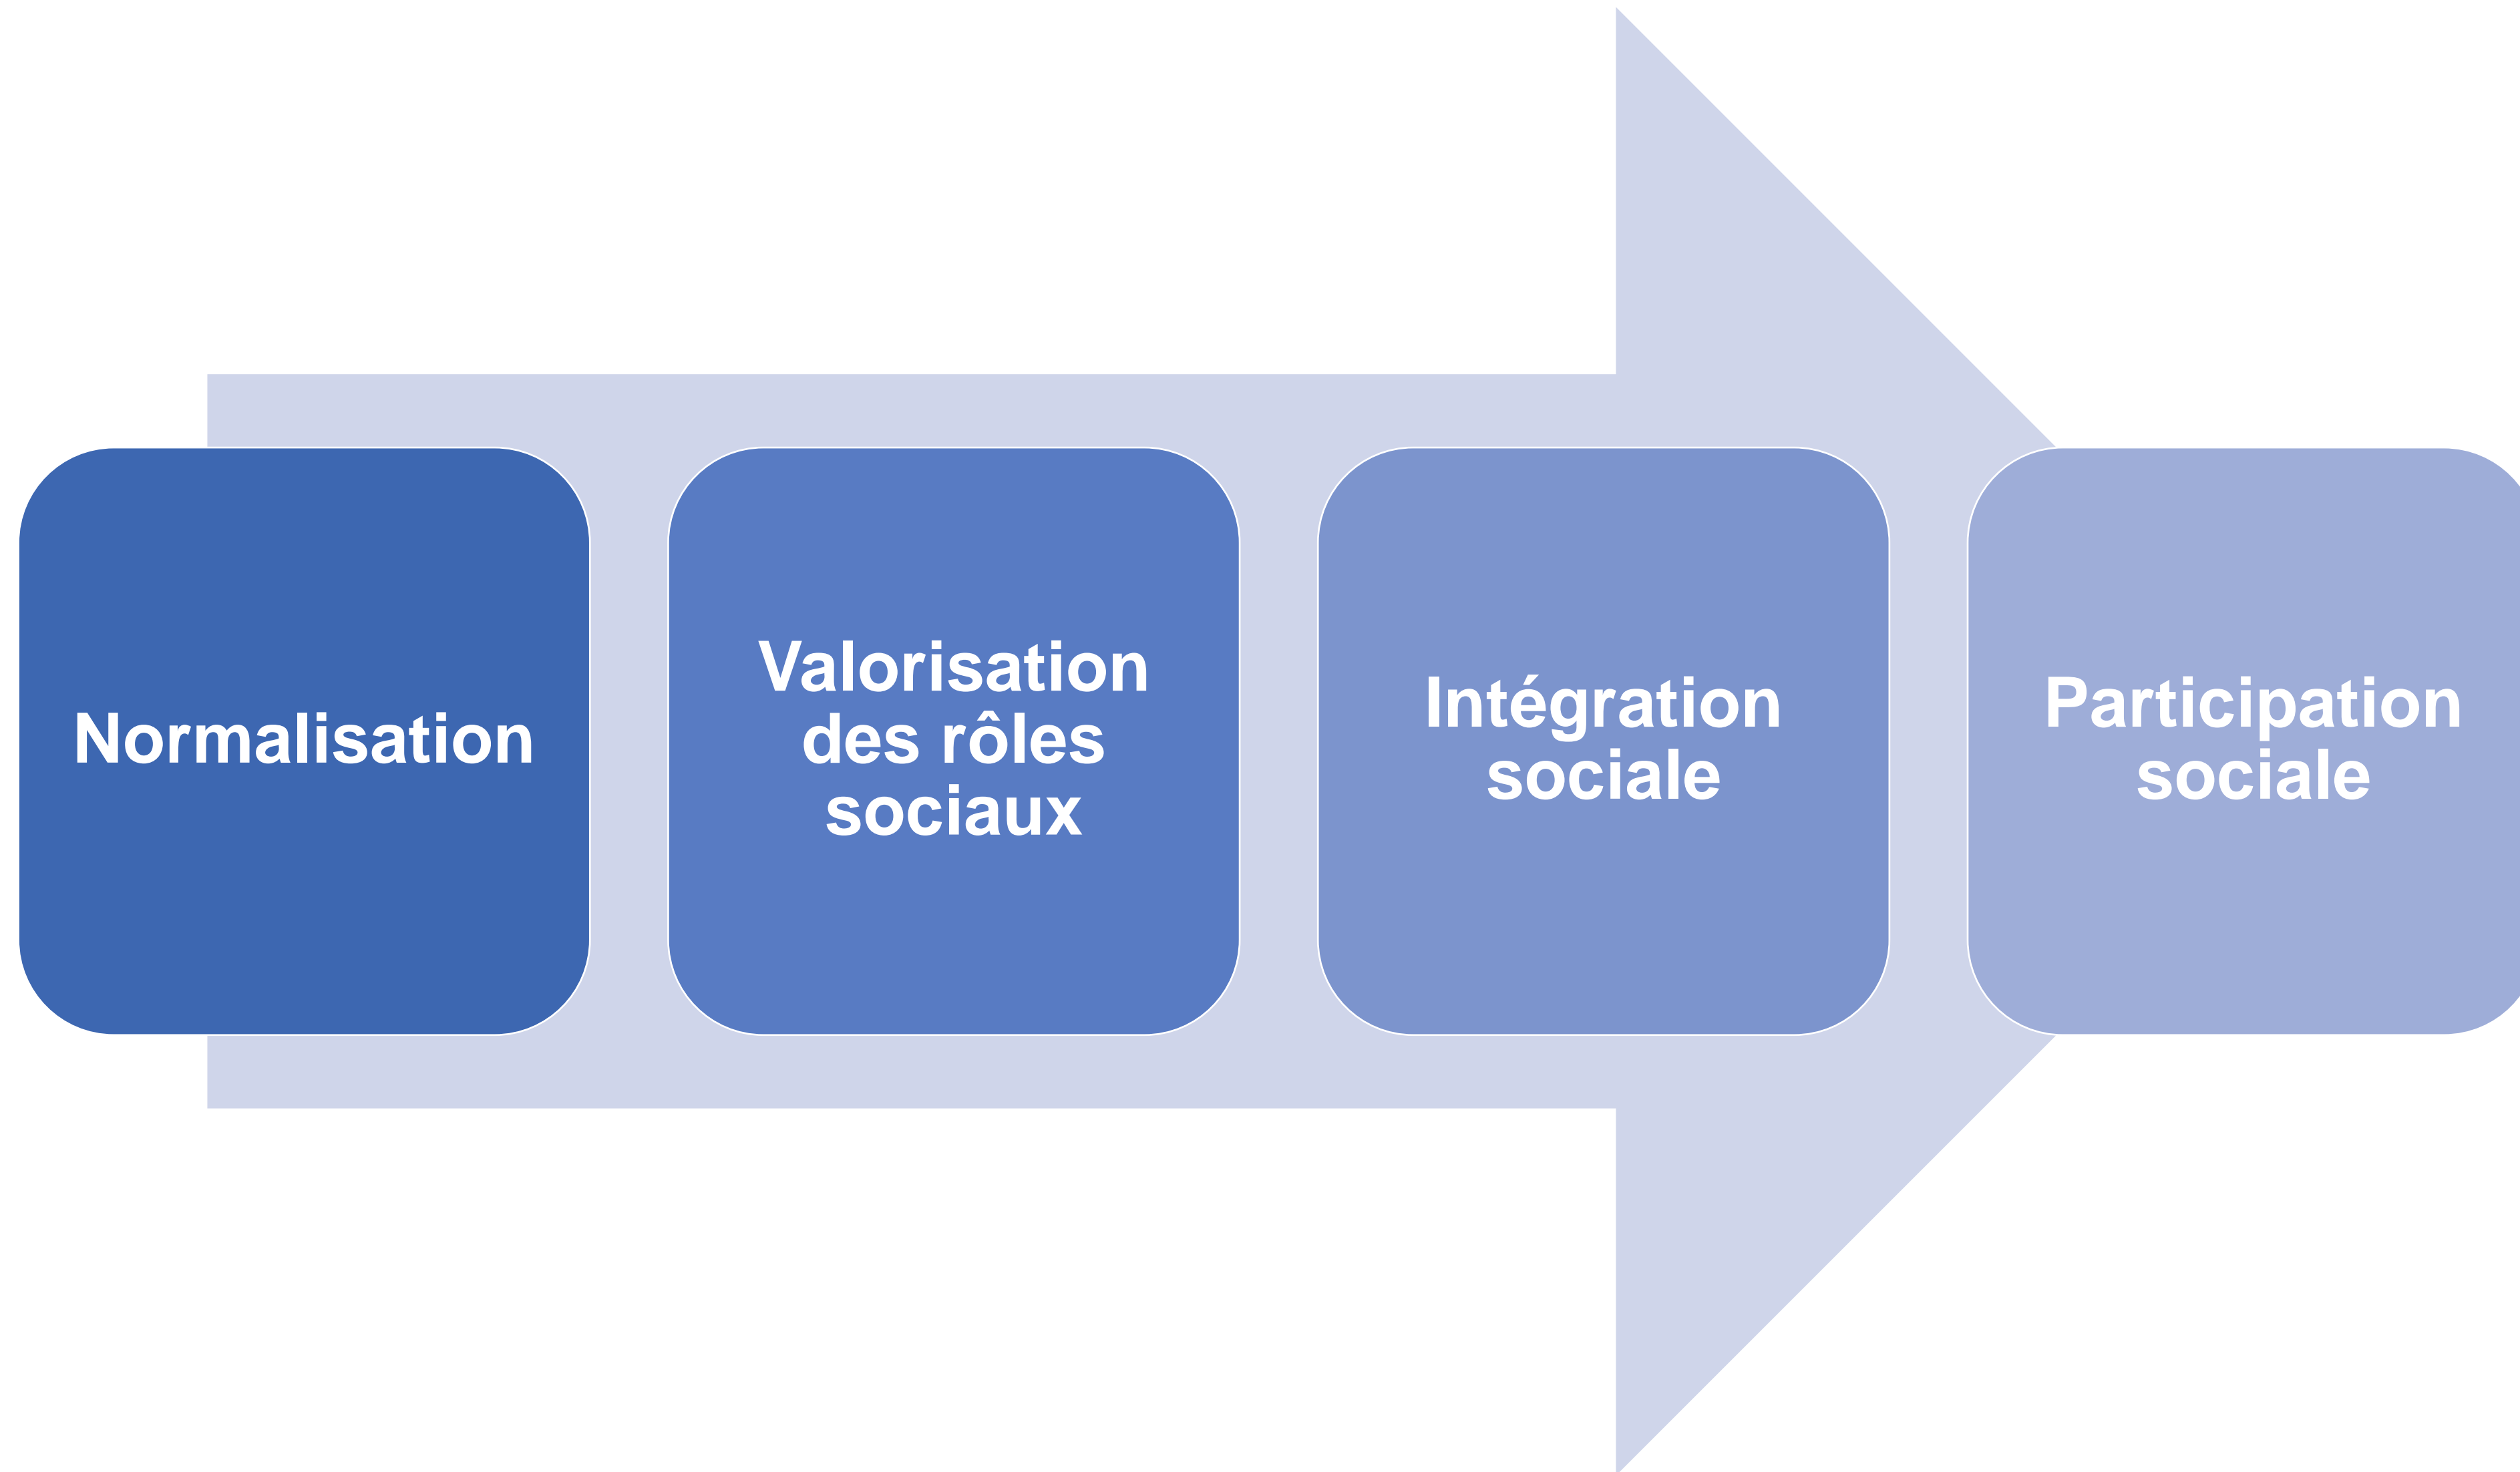 Normalisation
Valorisation
des rôles
sociaux
Intégration
sociale
Participation
sociale